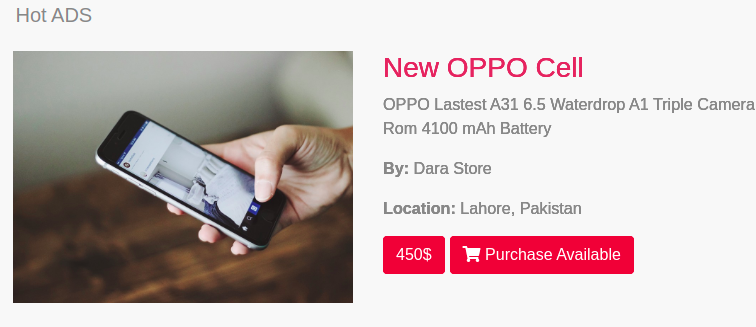 Hot ADS
New OPPO Cell
OPPO Lastest A31 6.5 Waterdrop A1 Triple Camera
Rom 4100 mAh Battery
By: Dara Store
Location: Lahore, Pakistan
450$ Purchase Available